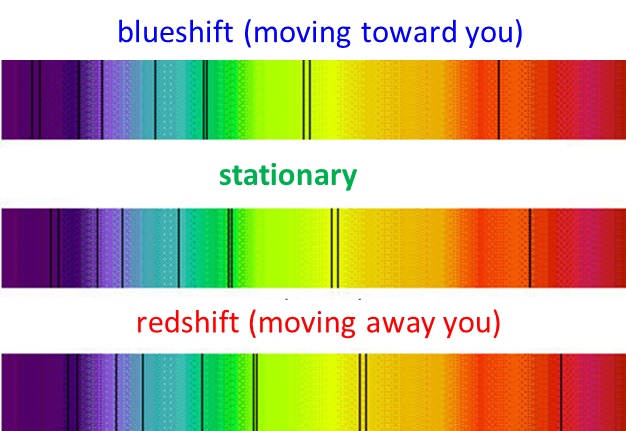 blueshift (moving toward you)
stationary
redshift (moving away you)